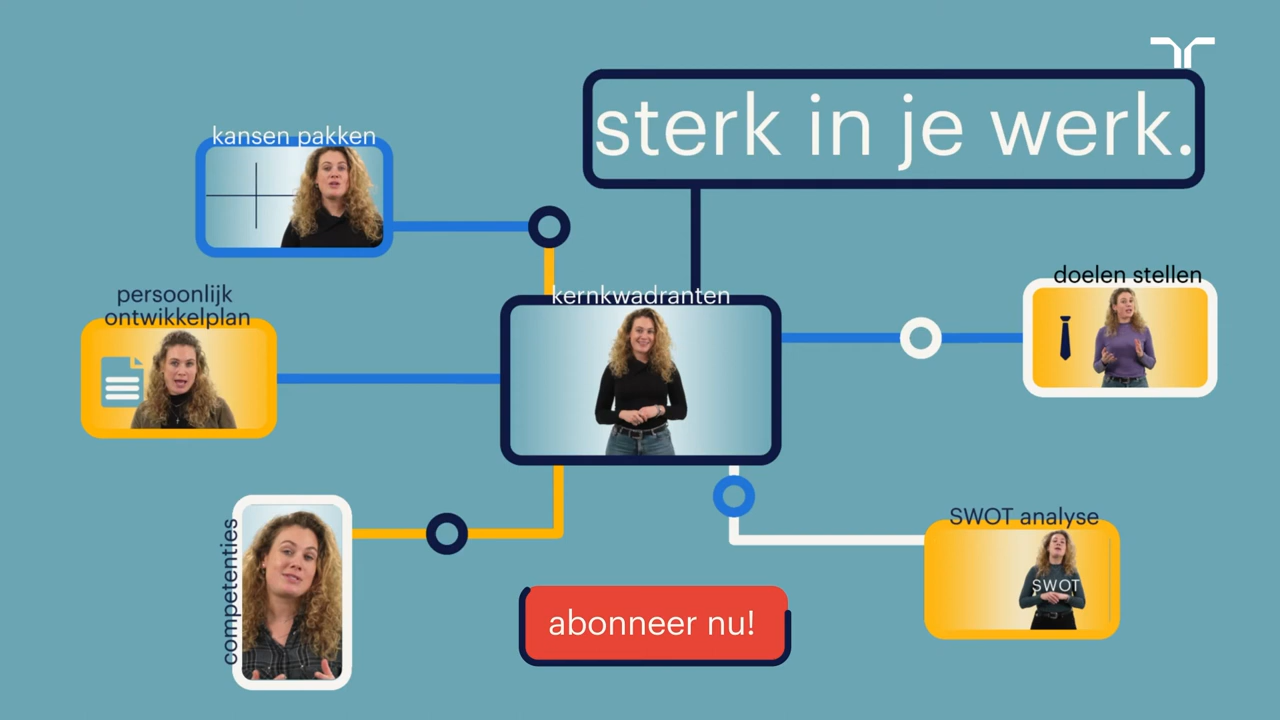 sterk in je werk.
kansen pakken
kernkwadranten
doelen stellen
persoonlijk
ontwikkelplan
competenties
SWOT analyse
SWOT
abonneer nu!